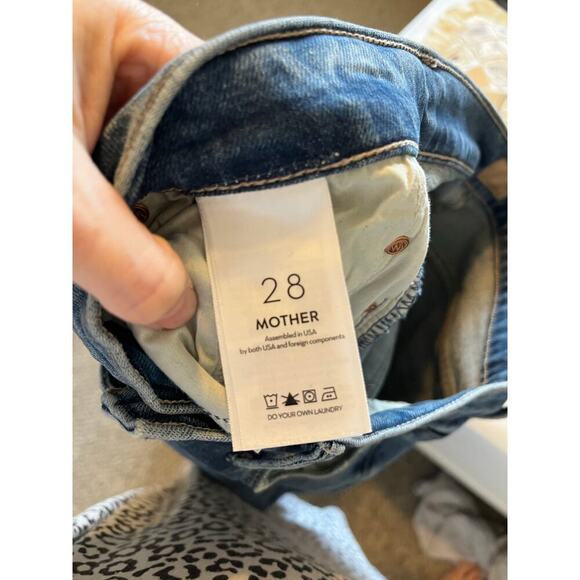 28
MOTHER
Assembled in USA
by both USA and foreign components
DO YOUR OWN LAUNDRY